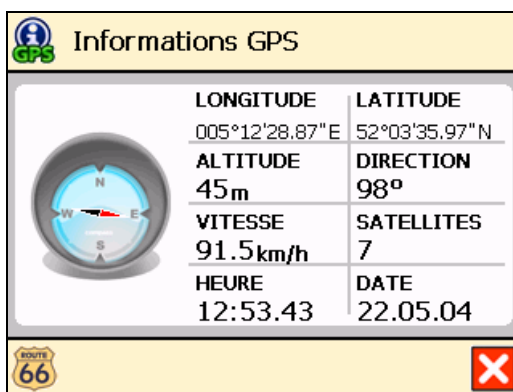 GPS
Informations GPS
LONGITUDE LATITUDE
005°12'28.87"E 52°03'35.97"N
ALTITUDE DIRECTION
45m 98º
VITESSE SATELLITES
91.5km/h 7
HEURE DATE
12:53.43 22.05.04
N
W E
S
ROUTE
66